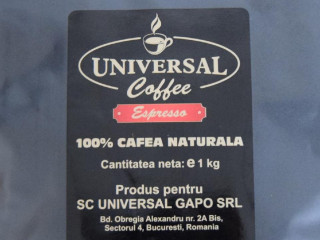 UNIVERSAL
Coffee
Espresso
100% CAFEA NATURALA
Cantitatea neta: e 1 kg
Produs pentru
SC UNIVERSAL GAPO SRL
Bd. Obregia Alexandru nr. 2A Bis,
Sectorul 4, Bucuresti, Romania